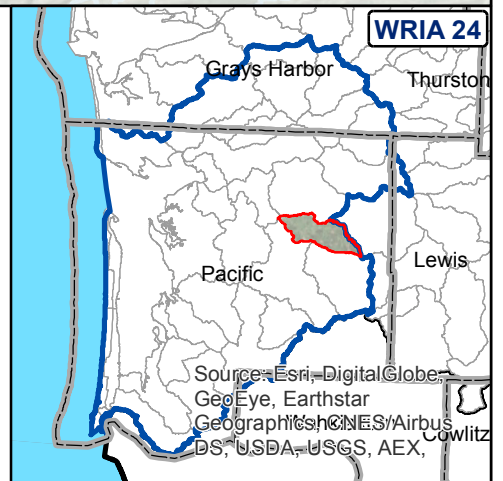 WRIA 24
Grays Harbor
Thurston
Pacific
Lewis
Source: Esri, DigitalGlobe,
GeoEye, Earthstar
Geographics, CNES/Airbus
DS, USDA, USGS, AEX,
Wahkiakum
Cowlitz